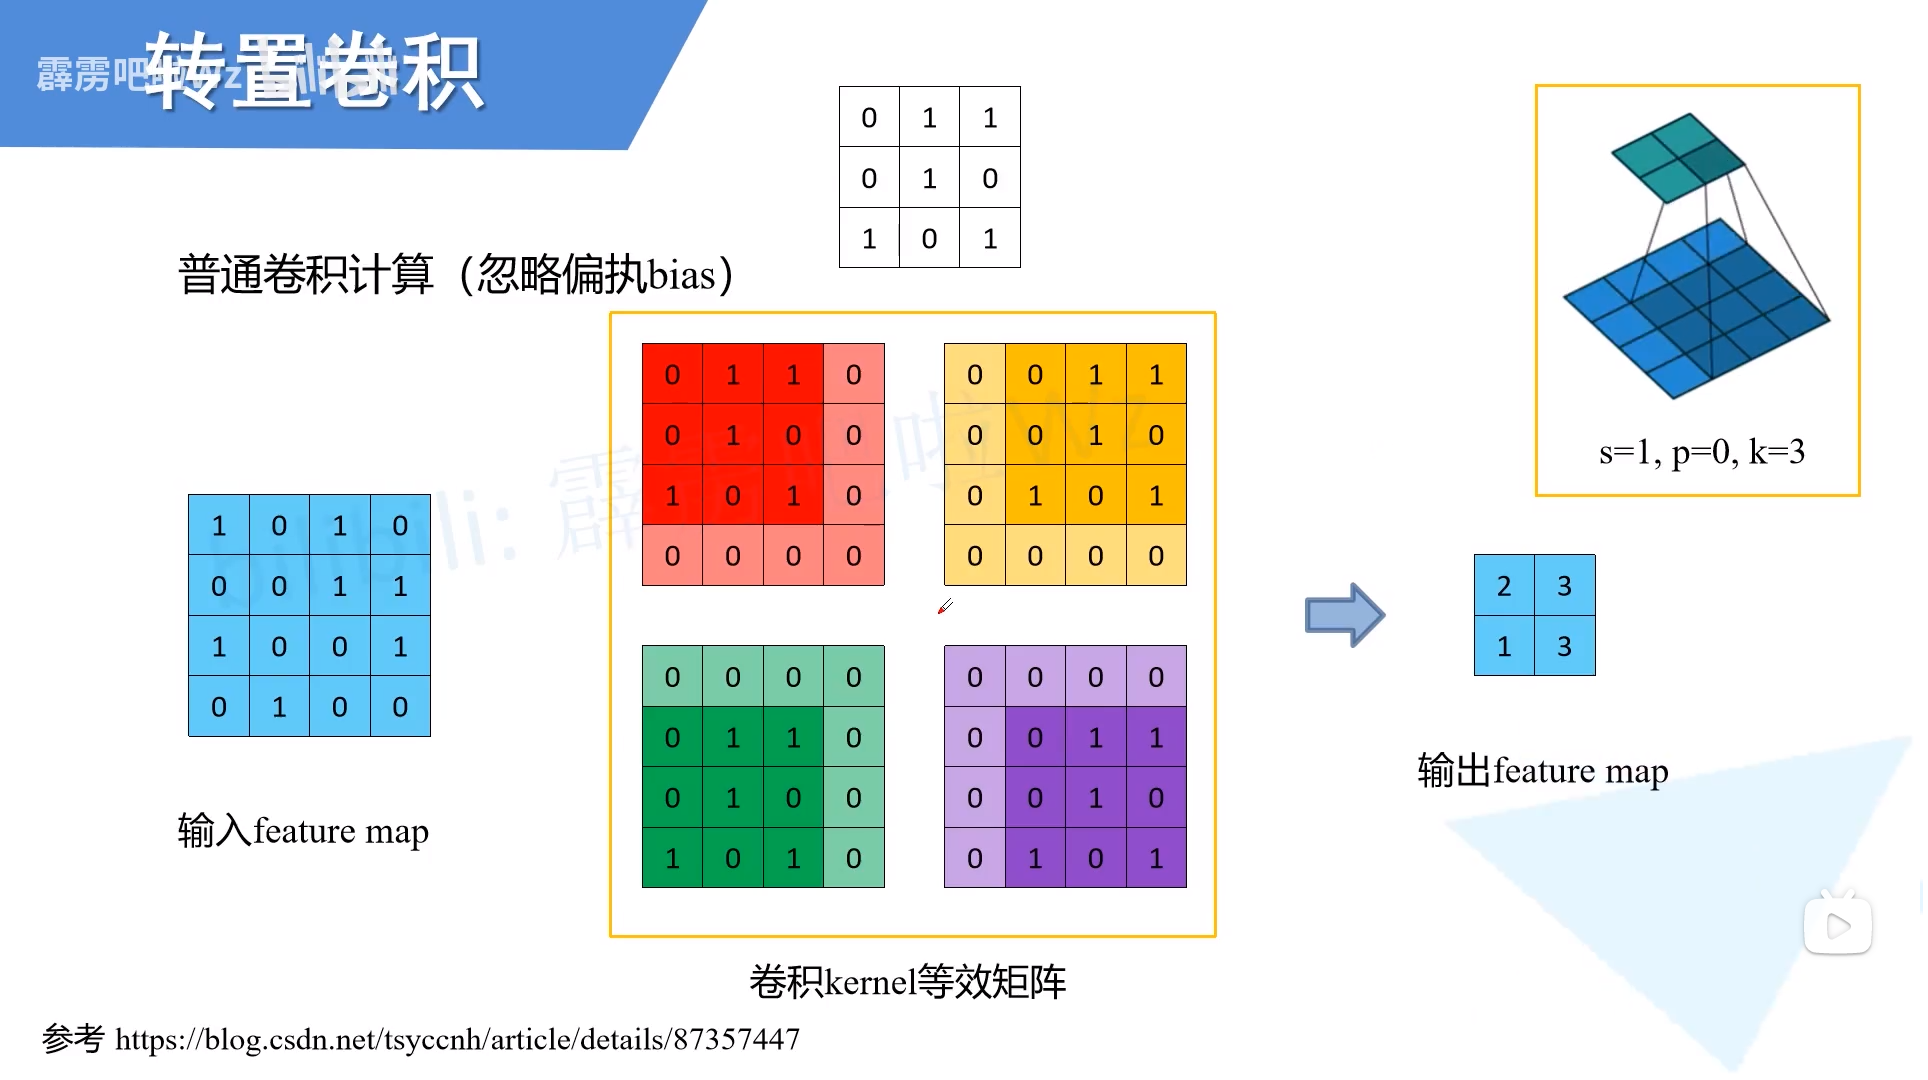 转置卷积
霹雳吧啦Wz
bilibili
0 1 1
0 1 0
1 0 1
普通卷积计算（忽略偏执bias）
0 1 1 0
0 1 0 0
1 0 1 0
0 0 0 0
0 0 1 1
0 0 1 0
0 1 0 1
0 0 0 0
s=1, p=0, k=3
bilibili: 霹雳吧啦Wz
1 0 1 0
0 0 1 1
1 0 0 1
0 1 0 0
2 3
1 3
0 0 0 0
0 1 1 0
0 1 0 0
1 0 1 0
0 0 0 0
0 0 1 1
0 0 1 0
0 1 0 1
输入feature map
输出feature map
卷积kernel等效矩阵
参考 https://blog.csdn.net/tsyccnh/article/details/87357447